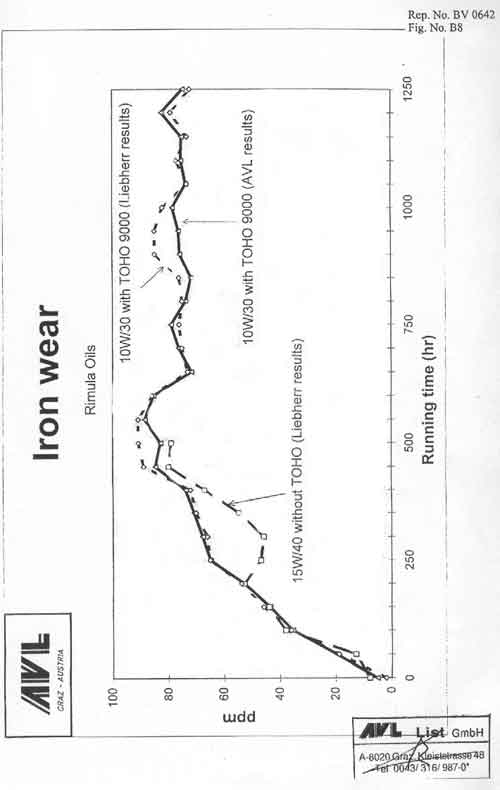 Rep. No. BV 0642
Fig. No. B8
AVL
GRAZ - AUSTRIA
Iron wear
Rimula Oils
10W/30 with TOHO 9000 (Liebherr results)
10W/30 with TOHO 9000 (AVL results)
15W/40 without TOHO (Liebherr results)
ppm
100
80
60
40
20
0
0
250
500
750
1000
1250
Running time (hr)
AVL List GmbH
A-8020 Graz, Kleiststrasse 48
Tel 0043/ 316/ 987-0*